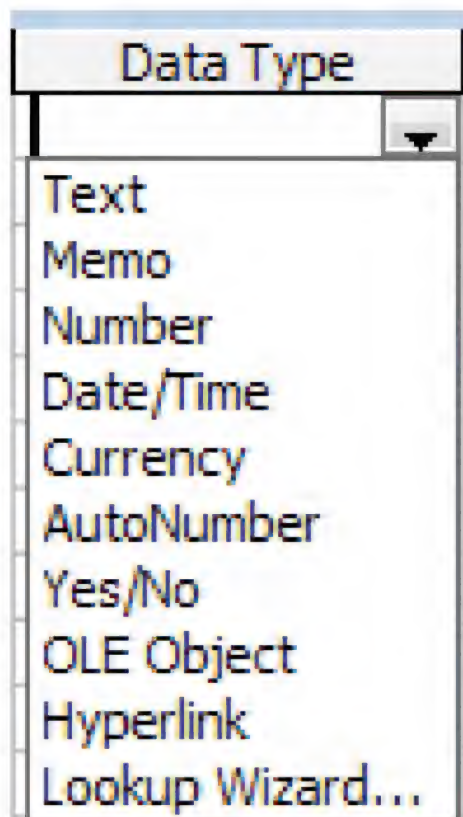 Data Type
Text
Memo
Number
Date/Time
Currency
AutoNumber
Yes/No
OLE Object
Hyperlink
Lookup Wizard...